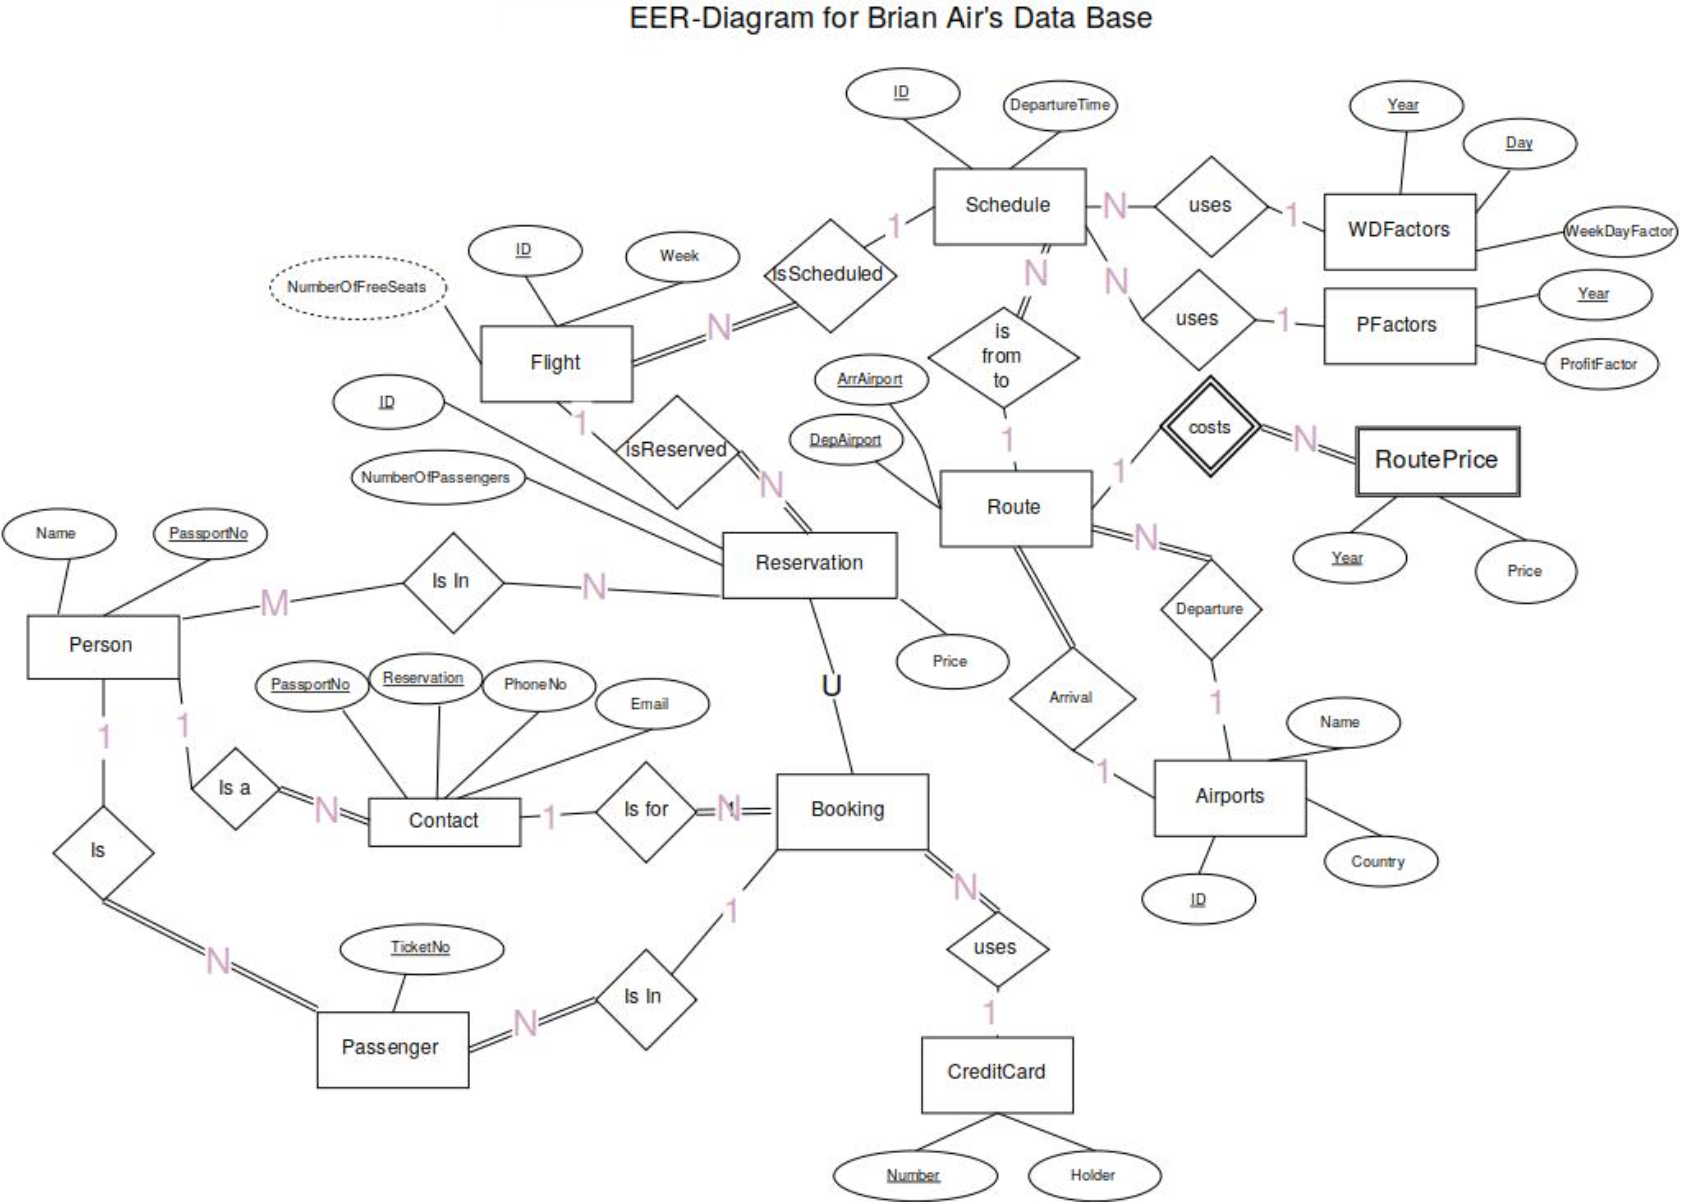 EER-Diagram for Brian Air's Data Base
ID
DepartureTime
Year
Day
Schedule
N
uses
1
WDFactors
WeekDayFactor
1
IsScheduled
N
ID
Week
NumberOfFreeSeats
Flight
N
N
uses
1
PFactors
Year
ProfitFactor
is
from
to
1
ArrAirport
DepAirport
ID
1
isReserved
N
NumberOfPassengers
costs
N
1
RoutePrice
Route
N
Year
Price
Name
PassportNo
Is In
M
N
Reservation
Departure
Person
Price
PassportNo
Reservation
PhoneNo
Email
U
Arrival
1
1
Name
1
1
1
Is a
N
Contact
1
Is for
N
Booking
Airports
Country
ID
Is
1
N
uses
TicketNo
N
Is In
N
Passenger
1
CreditCard
Number
Holder